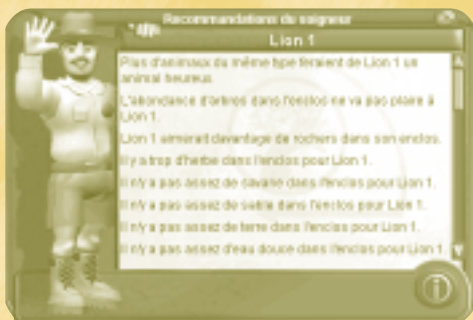 Recommandations du soigneur
Lion 1
Plus d'animaux du même type feraient de Lion 1 un
animal heureux.
L'abondance d'arbres dans l'enclos ne va pas plaire à
Lion 1.
Lion 1 aimerait davantage de rochers dans son enclos.
Il y a trop d'herbe dans l'enclos pour Lion 1.
Il n'y a pas assez de savane dans l'enclos pour Lion 1.
Il n'y a pas assez de sable dans l'enclos pour Lion 1.
Il n'y a pas assez de terre dans l'enclos pour Lion 1.
Il n'y a pas assez d'eau douce dans l'enclos pour Lion 1.